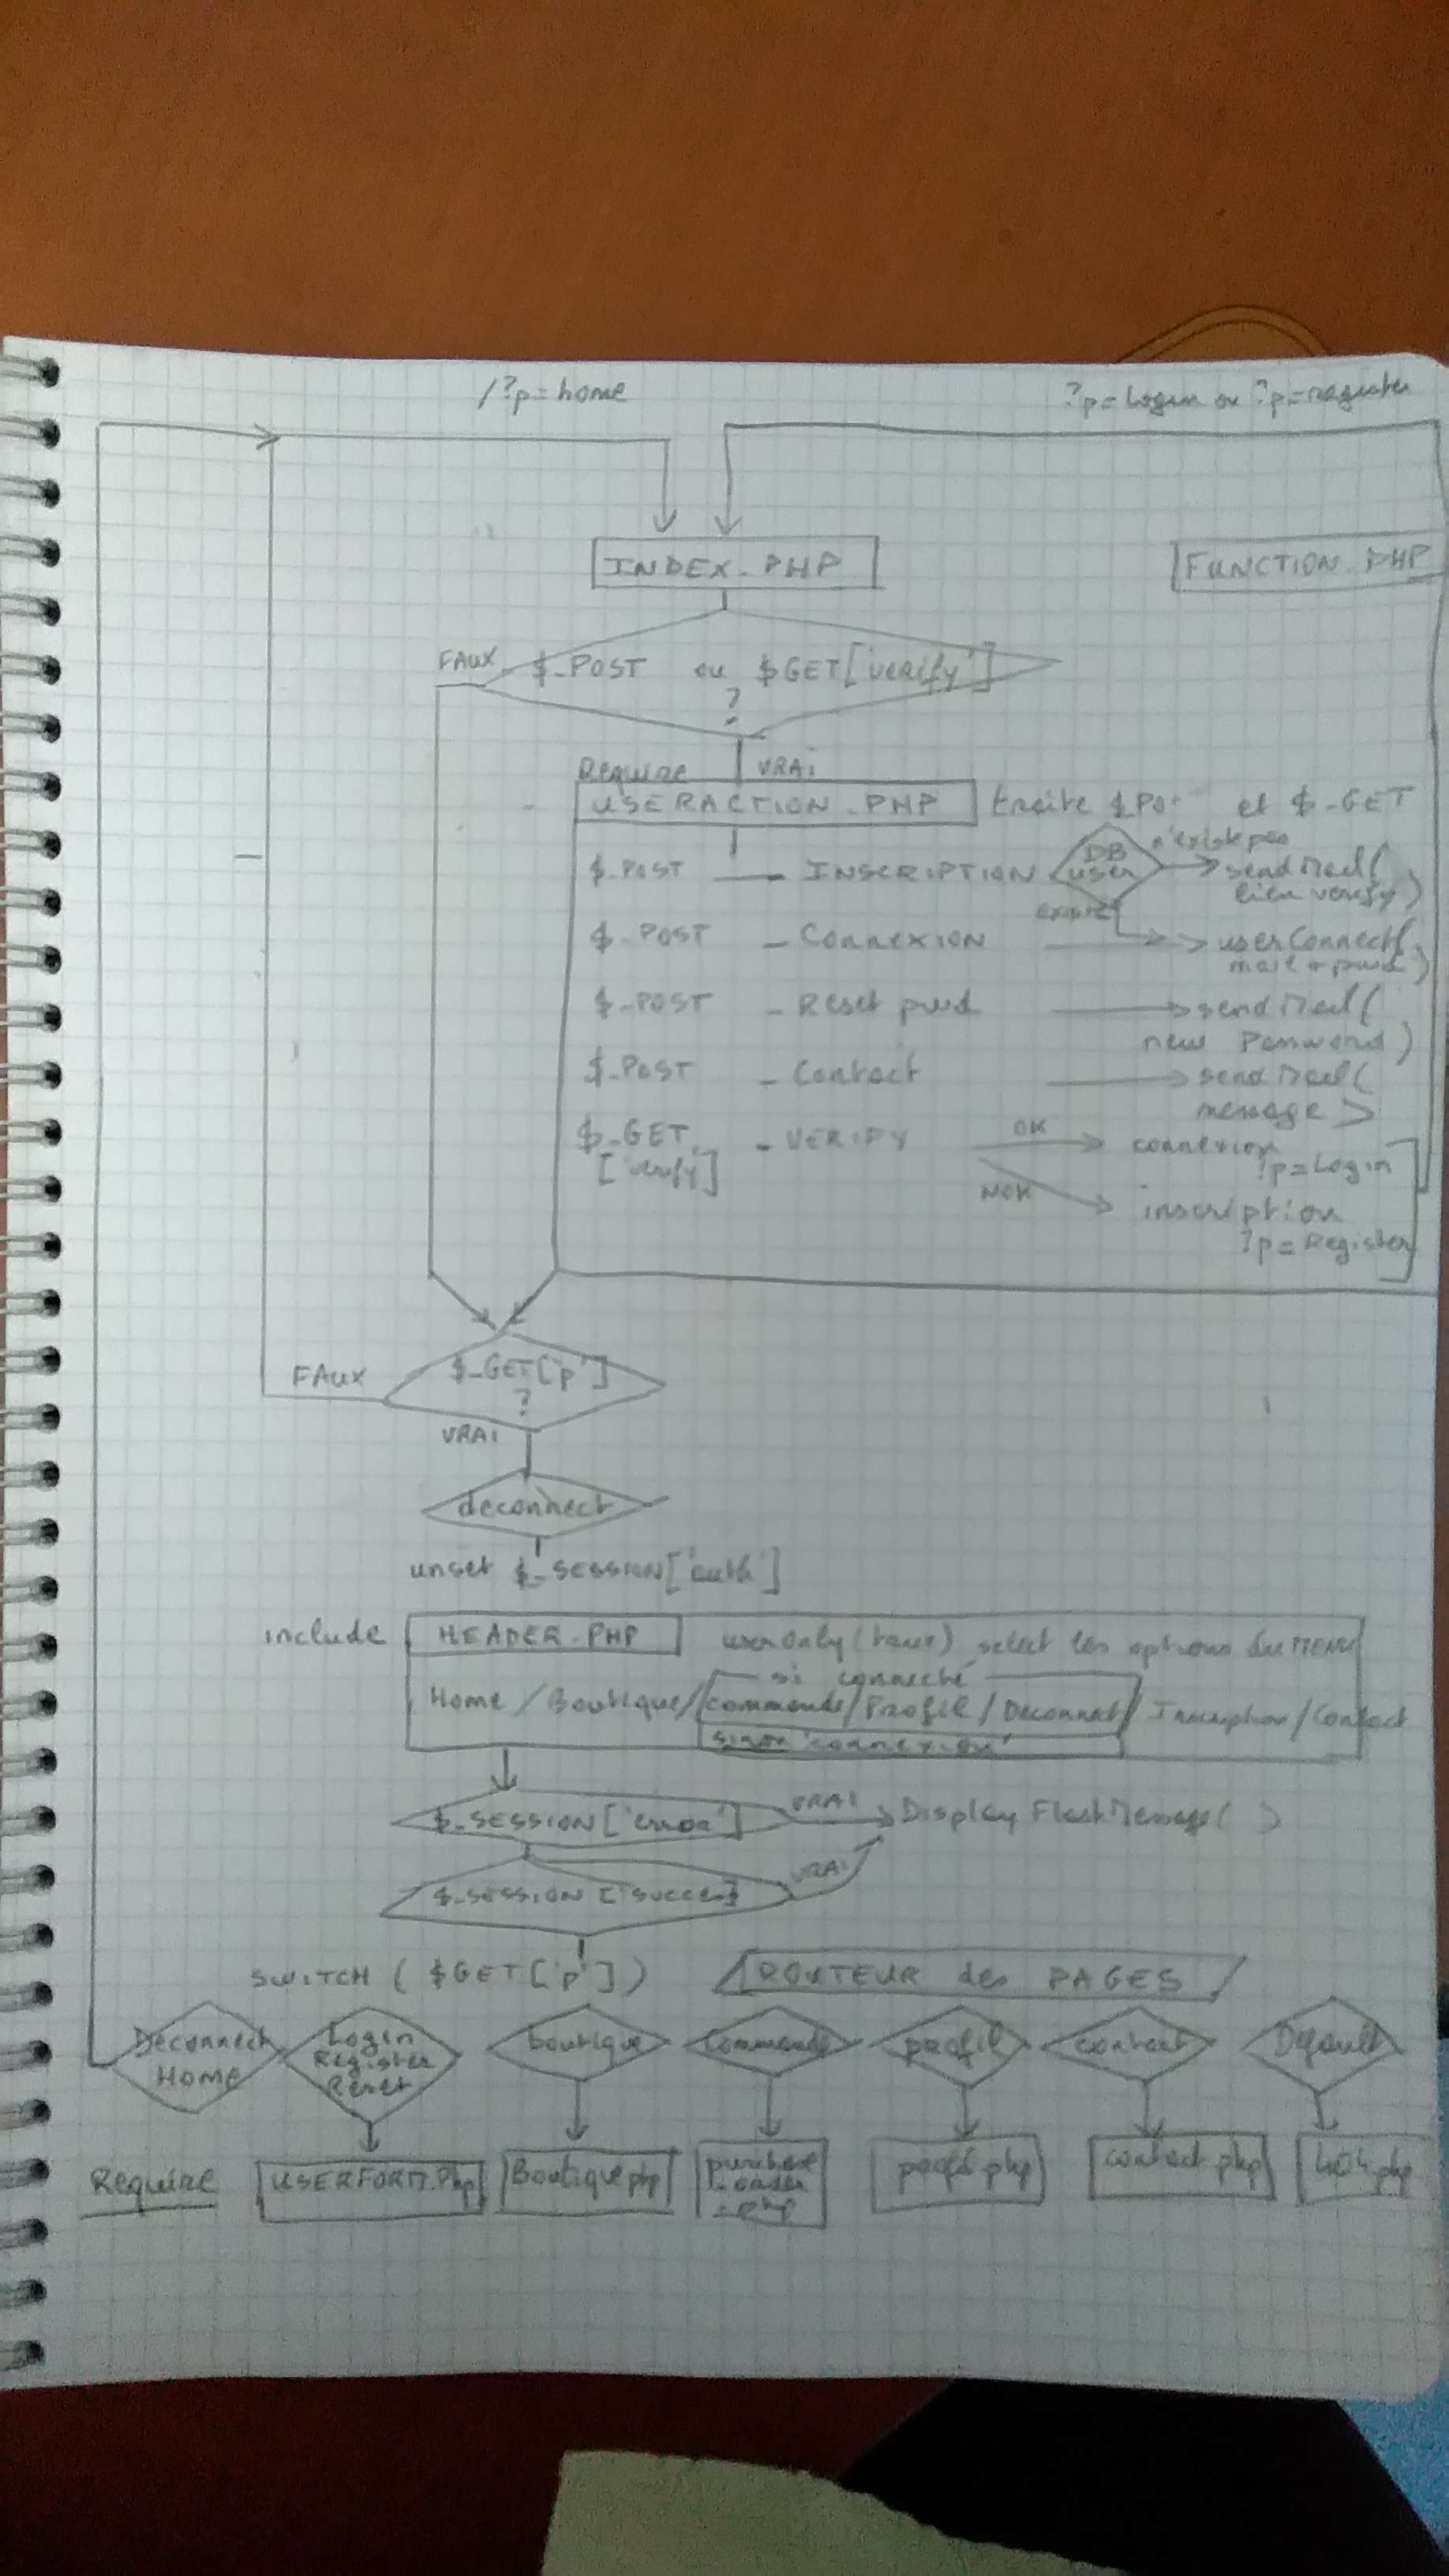 /?p=home
?p=Login ou ?p=register
INDEX.PHP
FUNCTION.PHP
FAUX
$_POST ou $GET['verify']
?
Require
VRAi
USERACTION.PHP
traite $Po et $_GET
$_POST — INSCRIPTION
DB
user
n'existe pas
sendMail(
lien verify)
existe
$_POST - Connexion
userConnect(
mail + pwd)
$_POST - Reset pwd
sendMail(
new Password)
$_POST - Contact
sendMail(
message >
$_GET
['verify']
- VERIFY
OK
connexion
?p=Login
NOK
inscription
?p=Register
$_GET['p']
?
FAUX
VRAI
deconnect
unset $_SESSION['auth']
include
HEADER.PHP
userOnly( ) select les options du MENU
si connecté
Home / Boutique / commande / Profil / Deconnect / Inscription / Contact
sinon 'connexion'
$_SESSION['error']
VRAI
Display FlashMessage( )
$_SESSION['succes']
VRAI
SWITCH ( $GET['p'] )
ROUTEUR des PAGES
Deconnect
HOME
Login
Register
Reset
boutique
Commande
profil
contact
Default
Require
USERFORM.Php
Boutique.php
purchase
_order
.php
profil.php
contact.php
404.php